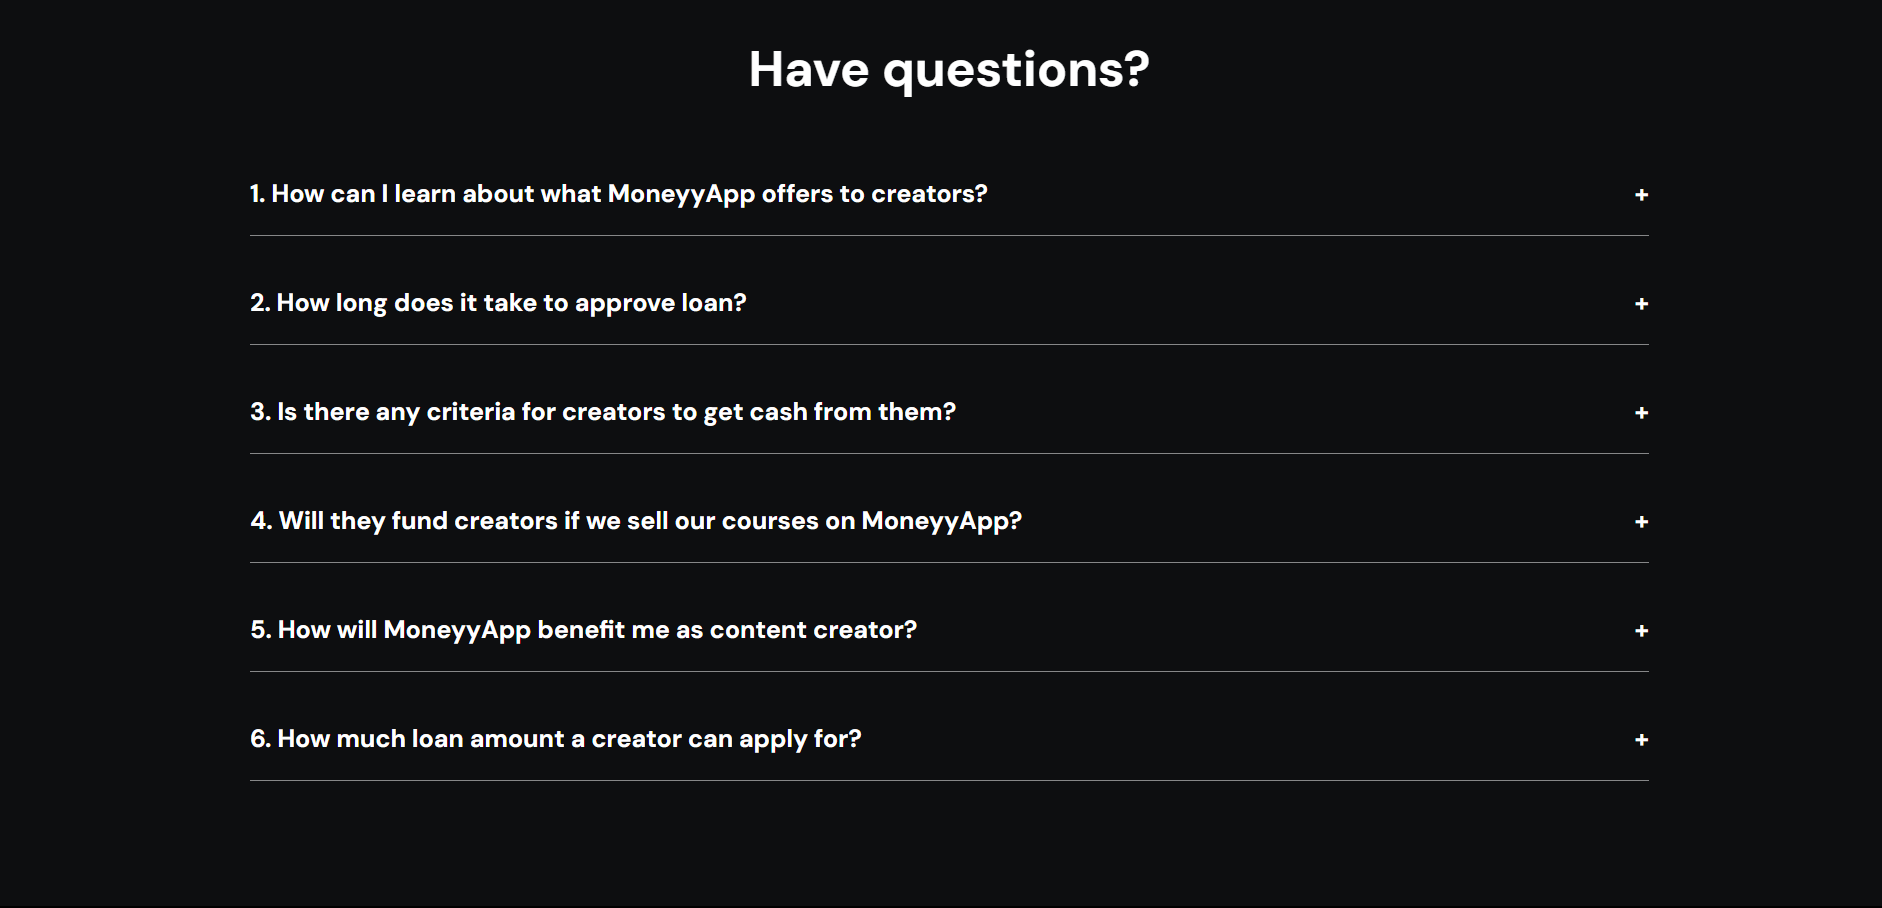 Have questions?
1. How can I learn about what MoneyyApp offers to creators? +
2. How long does it take to approve loan? +
3. Is there any criteria for creators to get cash from them? +
4. Will they fund creators if we sell our courses on MoneyyApp? +
5. How will MoneyyApp benefit me as content creator? +
6. How much loan amount a creator can apply for? +